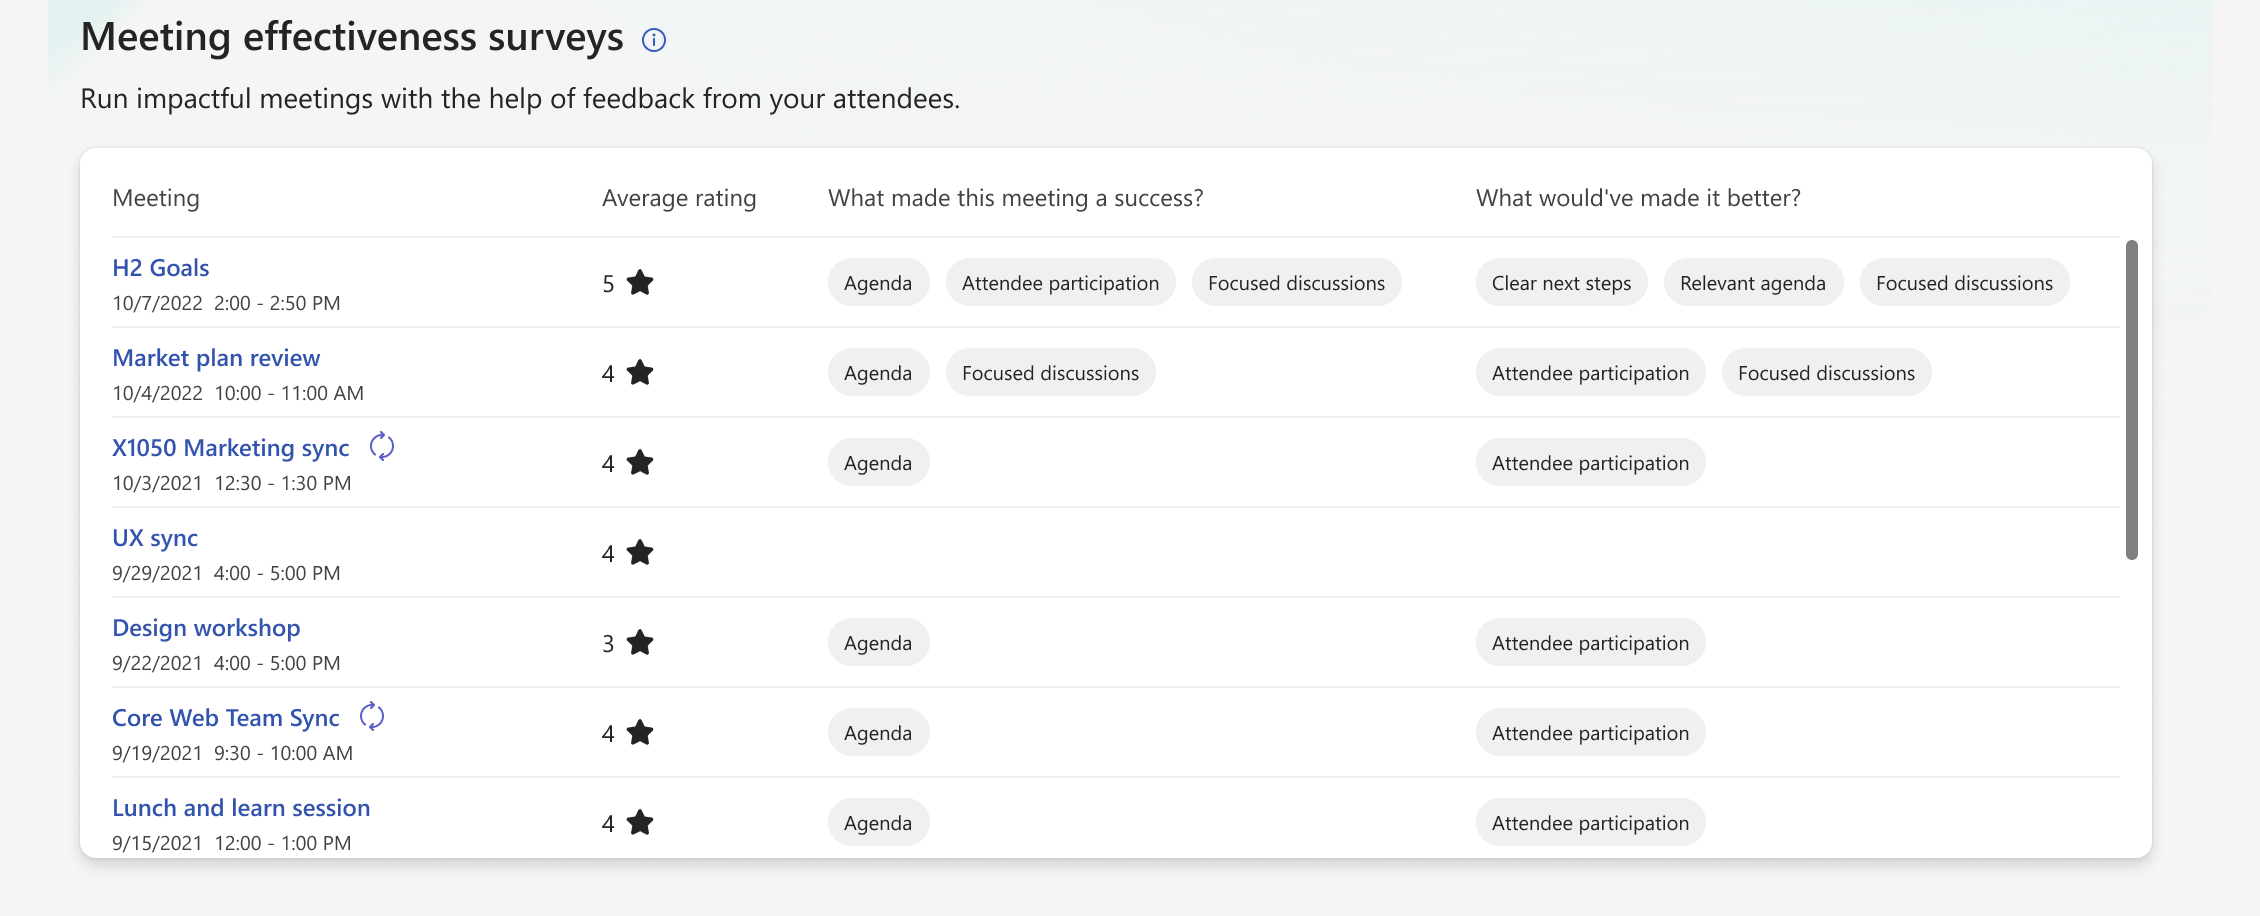 Meeting effectiveness surveys
Run impactful meetings with the help of feedback from your attendees.
Meeting Average rating What made this meeting a success? What would've made it better?
H2 Goals
10/7/2022 2:00 - 2:50 PM
5 Agenda Attendee participation Focused discussions Clear next steps Relevant agenda Focused discussions
Market plan review
10/4/2022 10:00 - 11:00 AM
4 Agenda Focused discussions Attendee participation Focused discussions
X1050 Marketing sync
10/3/2021 12:30 - 1:30 PM
4 Agenda Attendee participation
UX sync
9/29/2021 4:00 - 5:00 PM
4
Design workshop
9/22/2021 4:00 - 5:00 PM
3 Agenda Attendee participation
Core Web Team Sync
9/19/2021 9:30 - 10:00 AM
4 Agenda Attendee participation
Lunch and learn session
9/15/2021 12:00 - 1:00 PM
4 Agenda Attendee participation